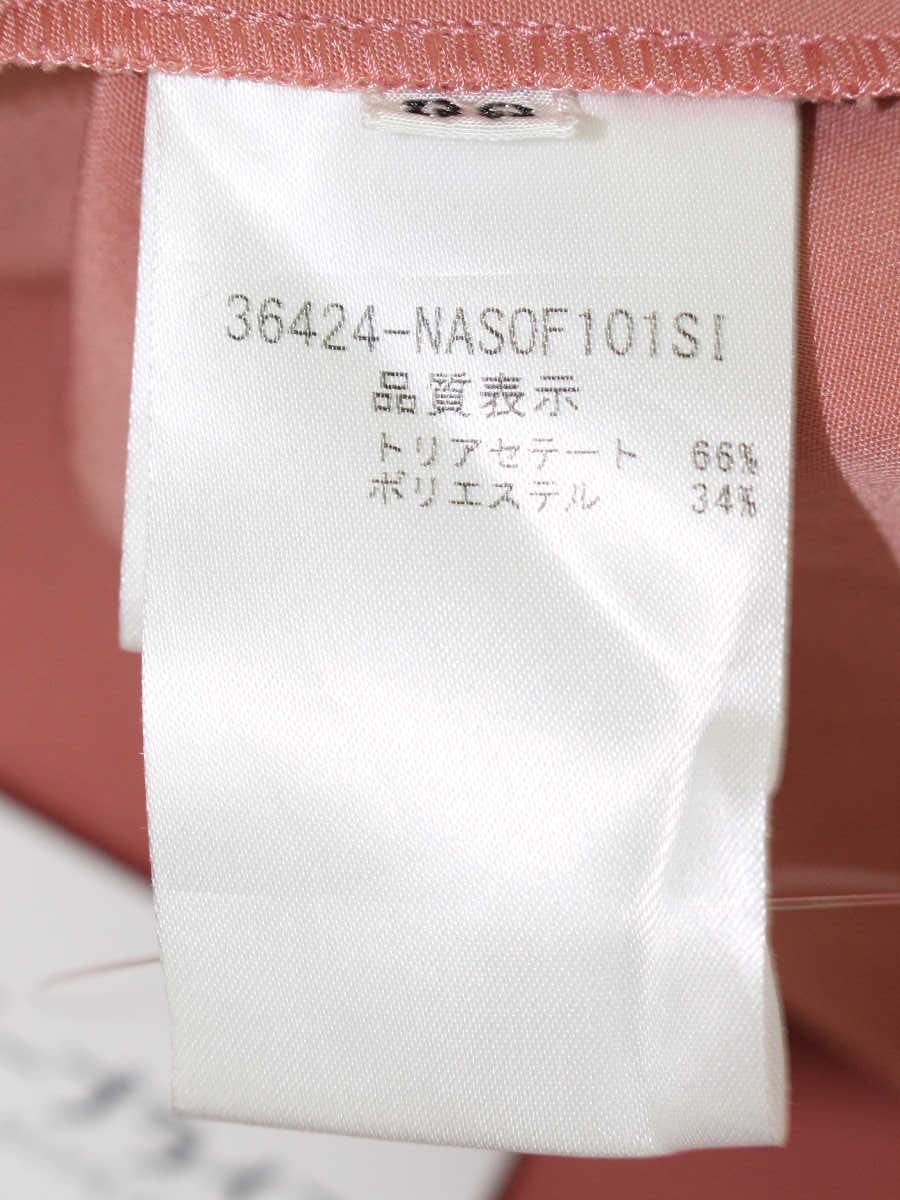 36424-NASOF101SI
品質表示
トリアセテート 66%
ポリエステル 34%